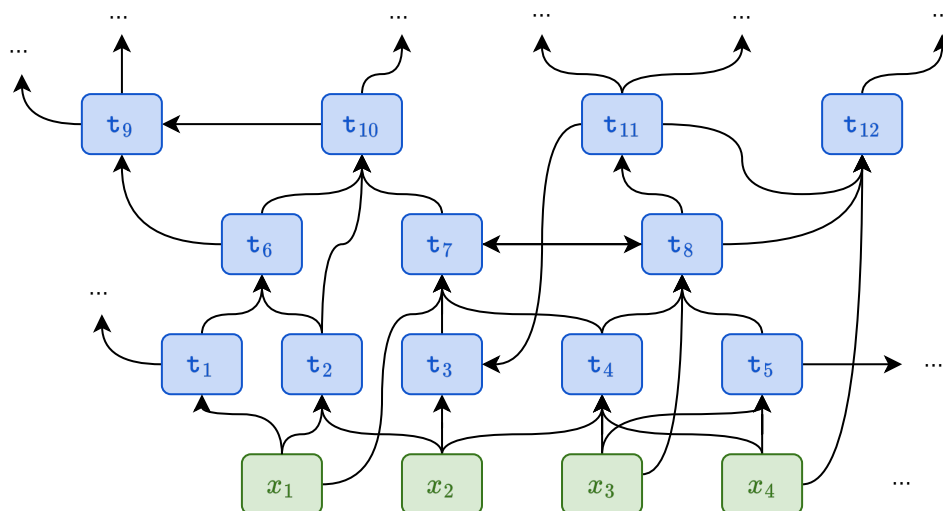 ... ... ... ...
...
t₉ t₁₀ t₁₁ t₁₂
...
t₆ t₇ t₈
...
t₁ t₂ t₃ t₄ t₅ ...
x₁ x₂ x₃ x₄ ...